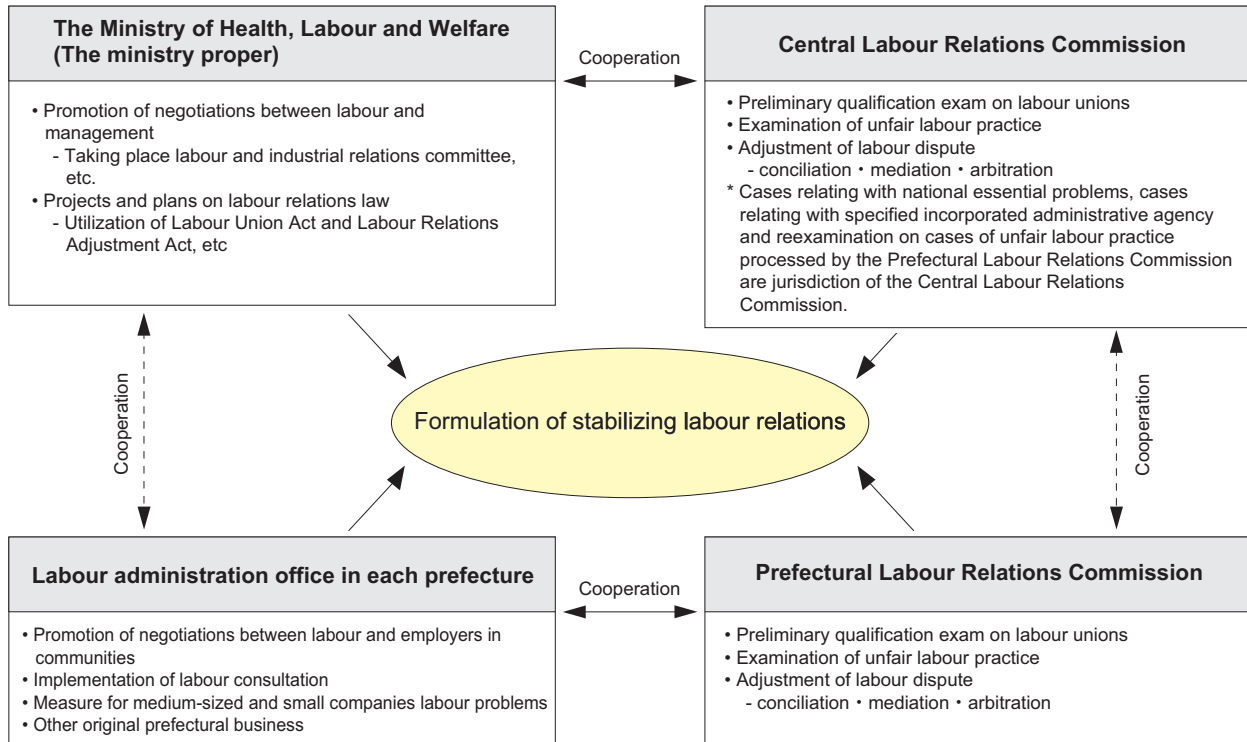 The Ministry of Health, Labour and Welfare
(The ministry proper)
• Promotion of negotiations between labour and
management
- Taking place labour and industrial relations committee,
etc.
• Projects and plans on labour relations law
- Utilization of Labour Union Act and Labour Relations
Adjustment Act, etc
Cooperation
Central Labour Relations Commission
• Preliminary qualification exam on labour unions
• Examination of unfair labour practice
• Adjustment of labour dispute
- conciliation・mediation・arbitration
* Cases relating with national essential problems, cases
relating with specified incorporated administrative agency
and reexamination on cases of unfair labour practice
processed by the Prefectural Labour Relations Commission
are jurisdiction of the Central Labour Relations
Commission.
Cooperation
Formulation of stabilizing labour relations
Cooperation
Labour administration office in each prefecture
• Promotion of negotiations between labour and employers in
communities
• Implementation of labour consultation
• Measure for medium-sized and small companies labour problems
• Other original prefectural business
Cooperation
Prefectural Labour Relations Commission
• Preliminary qualification exam on labour unions
• Examination of unfair labour practice
• Adjustment of labour dispute
- conciliation・mediation・arbitration